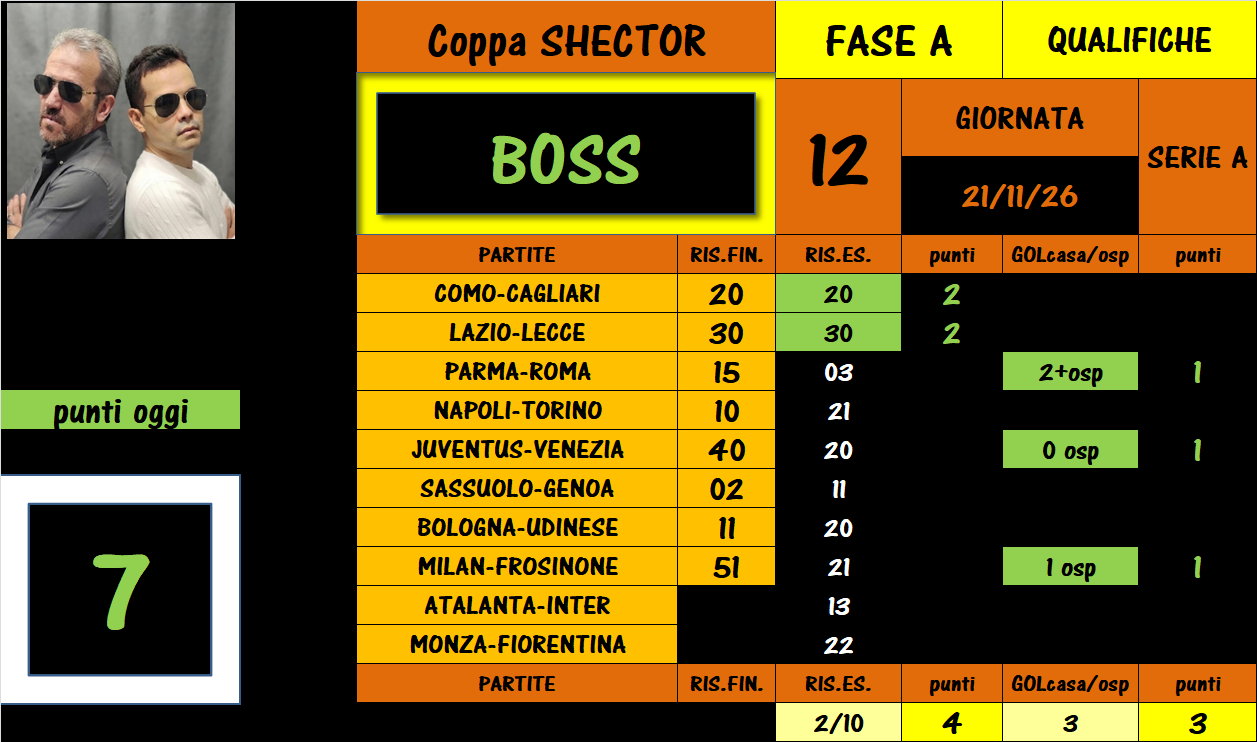 Coppa SHECTOR FASE A QUALIFICHE
BOSS 12 GIORNATA SERIE A
21/11/26
PARTITE RIS.FIN. RIS.ES. punti GOLcasa/osp punti
COMO-CAGLIARI 20 20 2
LAZIO-LECCE 30 30 2
PARMA-ROMA 15 03 2+osp 1
punti oggi NAPOLI-TORINO 10 21
JUVENTUS-VENEZIA 40 20 0 osp 1
SASSUOLO-GENOA 02 11
BOLOGNA-UDINESE 11 20
MILAN-FROSINONE 51 21 1 osp 1
7 ATALANTA-INTER 13
MONZA-FIORENTINA 22
PARTITE RIS.FIN. RIS.ES. punti GOLcasa/osp punti
2/10 4 3 3